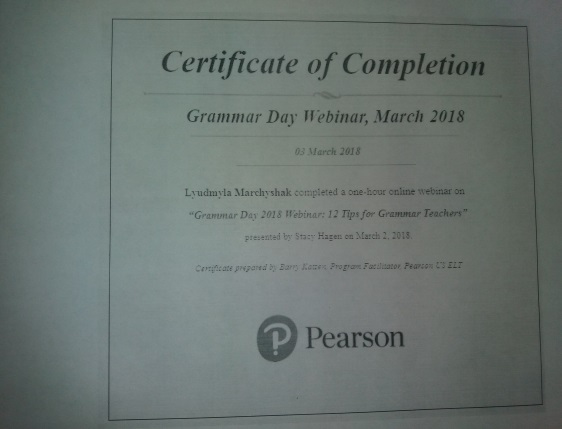 Certificate of Completion
Grammar Day Webinar, March 2018
03 March 2018
Lyudmyla Marchyshak completed a one-hour online webinar on
“Grammar Day 2018 Webinar: 12 Tips for Grammar Teachers”
presented by Stacy Hagen on March 2, 2018.
Certificate prepared by Barry Katzen, Program Facilitator, Pearson US ELT
Pearson